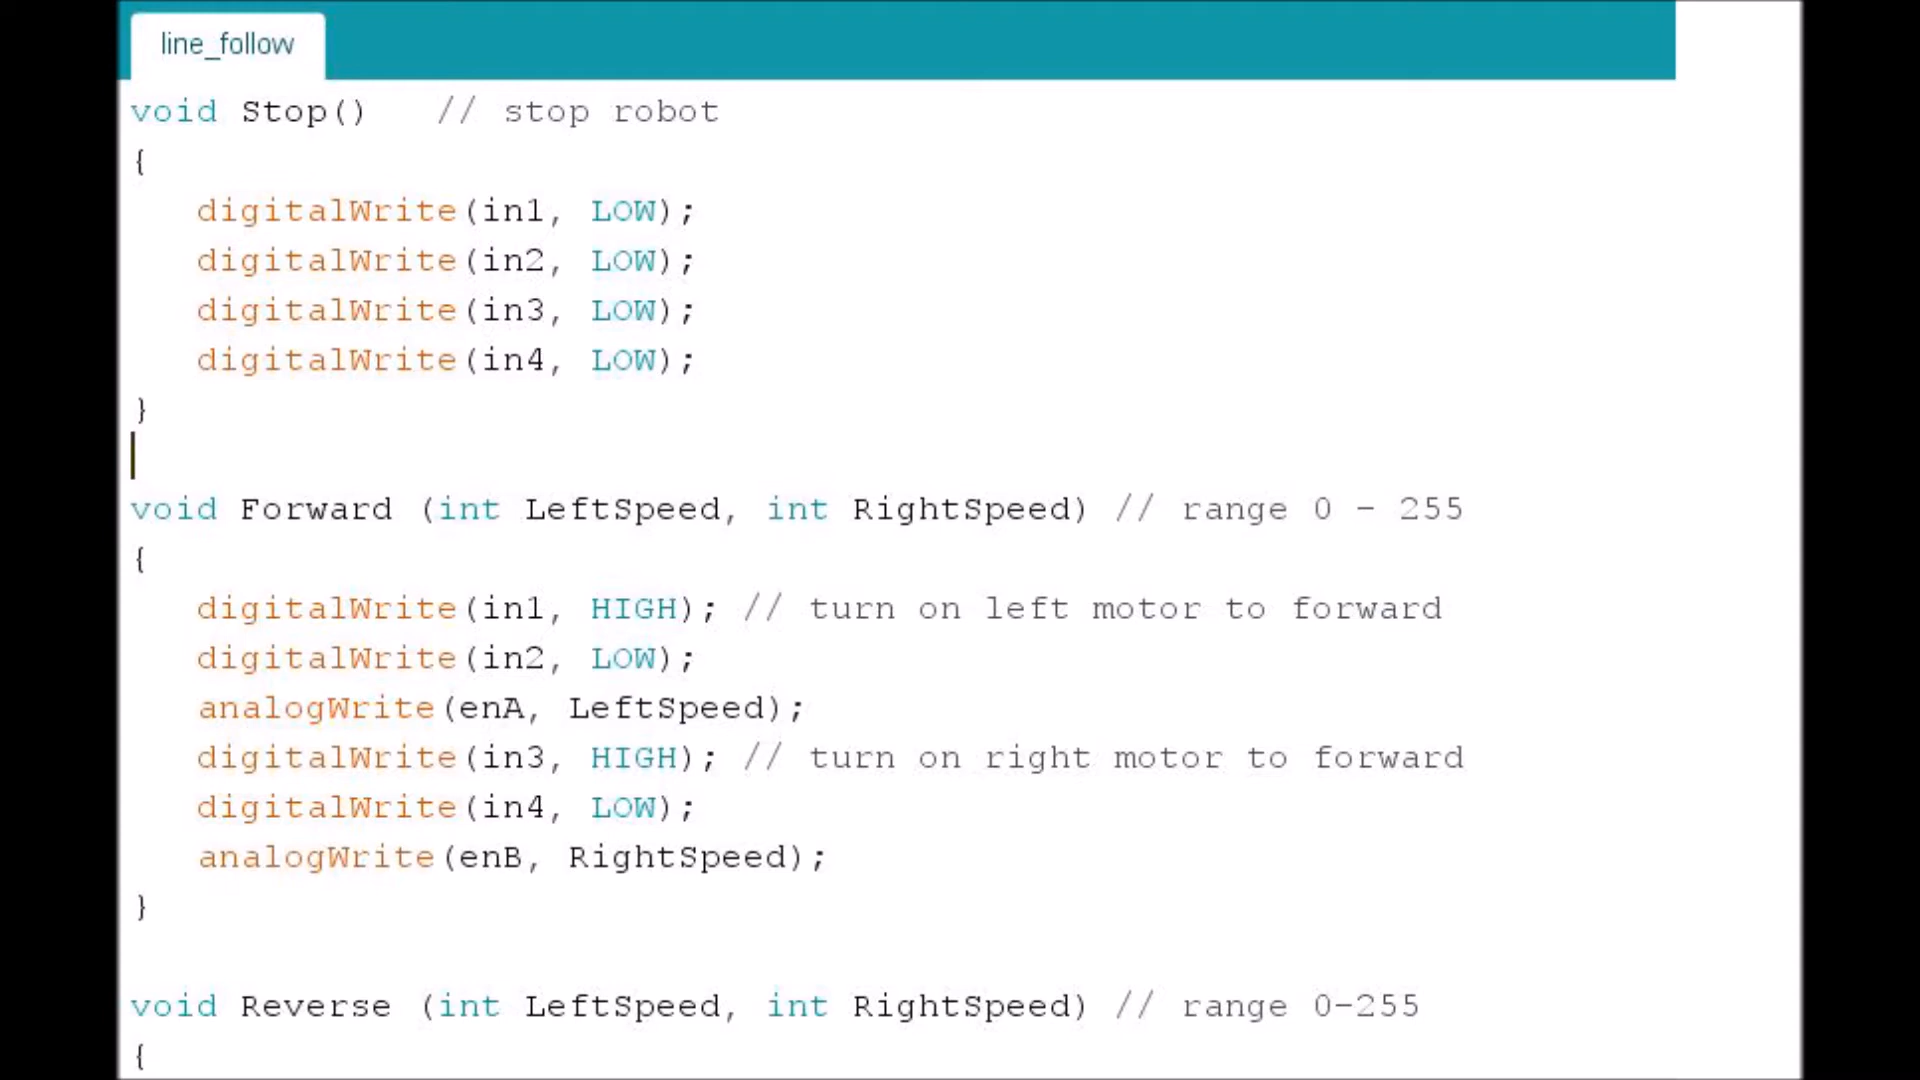 line_follow
void Stop()   // stop robot
{
   digitalWrite(in1, LOW);
   digitalWrite(in2, LOW);
   digitalWrite(in3, LOW);
   digitalWrite(in4, LOW);
}
void Forward (int LeftSpeed, int RightSpeed) // range 0 - 255
{
   digitalWrite(in1, HIGH); // turn on left motor to forward
   digitalWrite(in2, LOW);
   analogWrite(enA, LeftSpeed);
   digitalWrite(in3, HIGH); // turn on right motor to forward
   digitalWrite(in4, LOW);
   analogWrite(enB, RightSpeed);
}
void Reverse (int LeftSpeed, int RightSpeed) // range 0-255
{